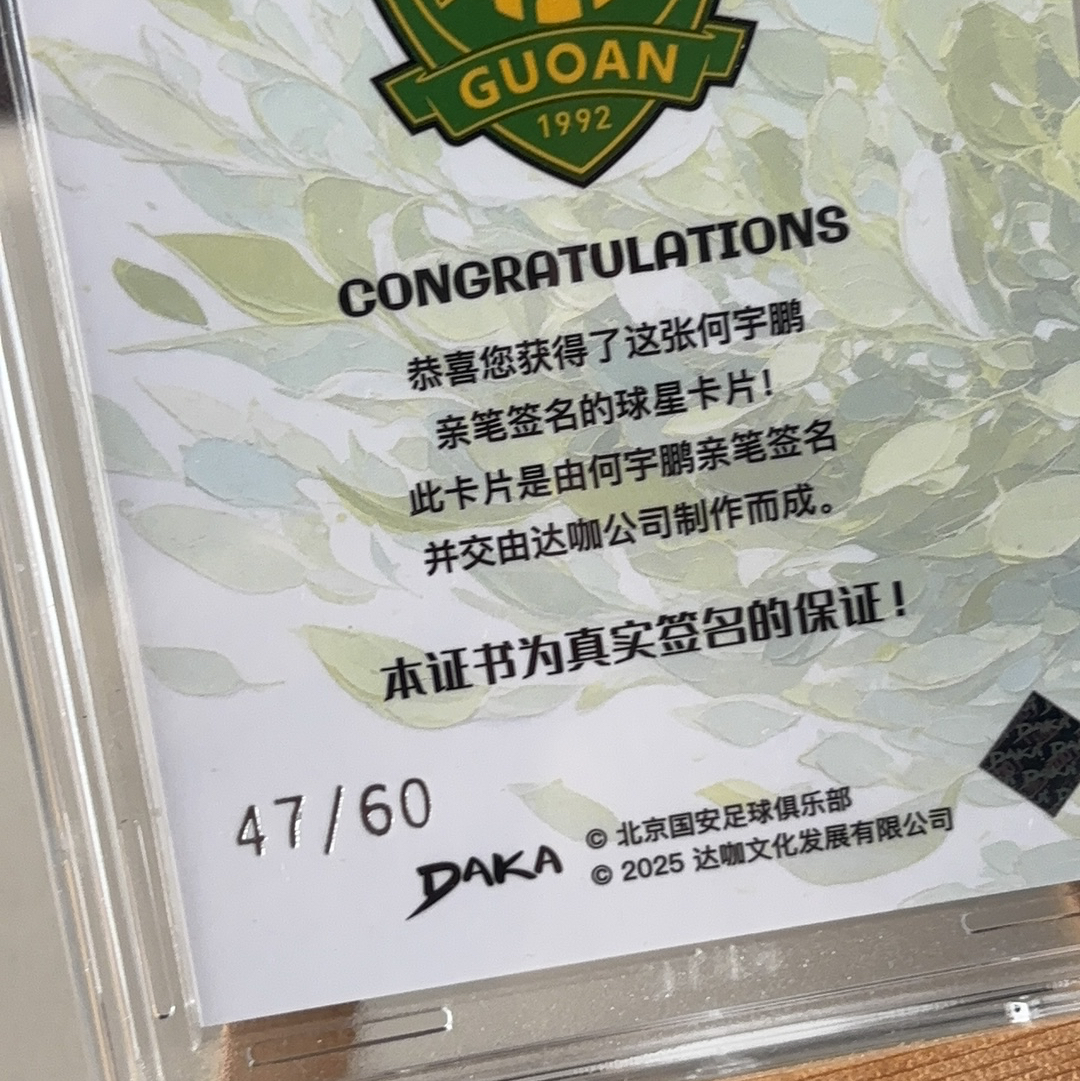 GUOAN
1992
CONGRATULATIONS
恭喜您获得了这张何宇鹏
亲笔签名的球星卡片！
此卡片是由何宇鹏亲笔签名
并交由达咖公司制作而成。
本证书为真实签名的保证！
47/60
DAKA
© 北京国安足球俱乐部
© 2025 达咖文化发展有限公司
DAKA
DAKA DA
DAKA